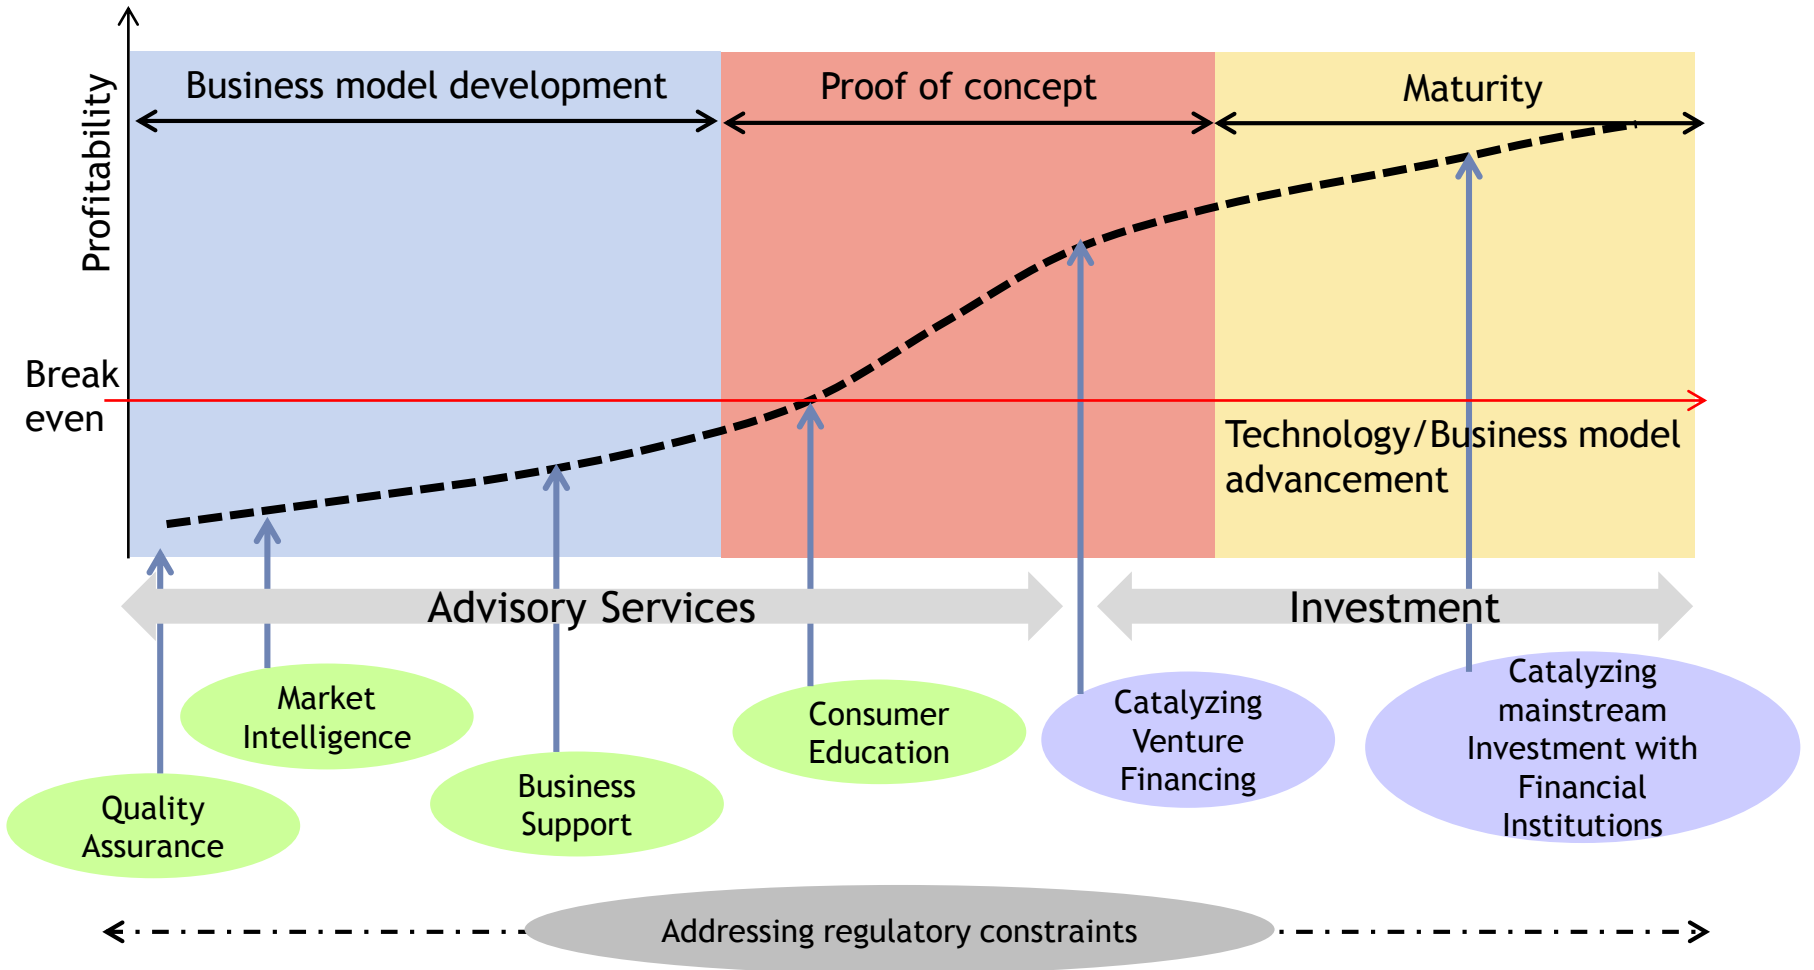 Business model development
Proof of concept
Maturity
Profitability
Break
even
Technology/Business model
advancement
Advisory Services
Investment
Market
Intelligence
Quality
Assurance
Business
Support
Consumer
Education
Catalyzing
Venture
Financing
Catalyzing
mainstream
Investment with
Financial
Institutions
Addressing regulatory constraints